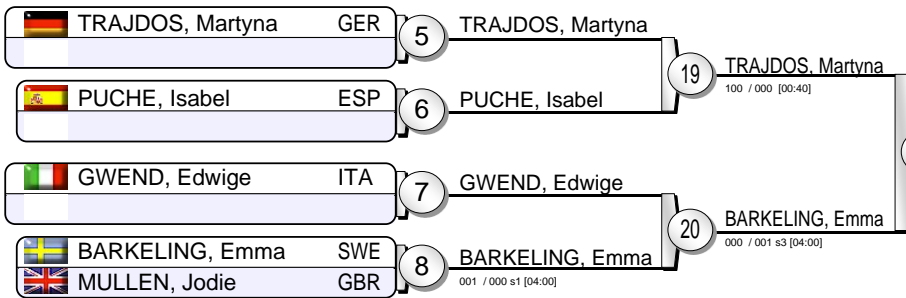 TRAJDOS, Martyna GER
5
TRAJDOS, Martyna
PUCHE, Isabel ESP
6
PUCHE, Isabel
19
TRAJDOS, Martyna
100 / 000 [00:40]
GWEND, Edwige ITA
7
GWEND, Edwige
BARKELING, Emma SWE
MULLEN, Jodie GBR
8
BARKELING, Emma
001 / 000 s1 [04:00]
20
BARKELING, Emma
000 / 001 s3 [04:00]